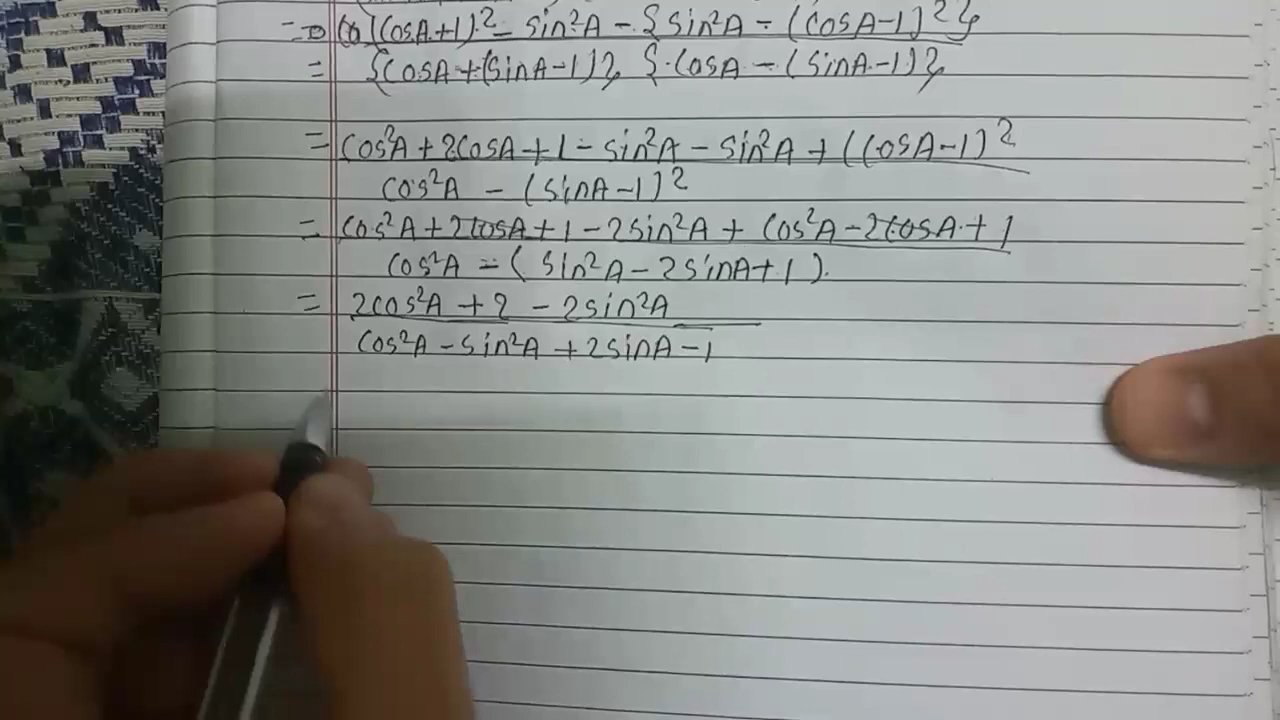 = (cosA+1)² - sin²A - {sin²A - (cosA-1)²}
= {cosA + (sinA-1)} {cosA - (sinA-1)}
= cos²A + 2cosA + 1 - sin²A - sin²A + (cosA-1)²
cos²A - (sinA-1)²
= cos²A + 2cosA + 1 - 2sin²A + cos²A - 2cosA + 1
cos²A - (sin²A - 2sinA + 1).
= 2cos²A + 2 - 2sin²A
cos²A - sin²A + 2sinA - 1